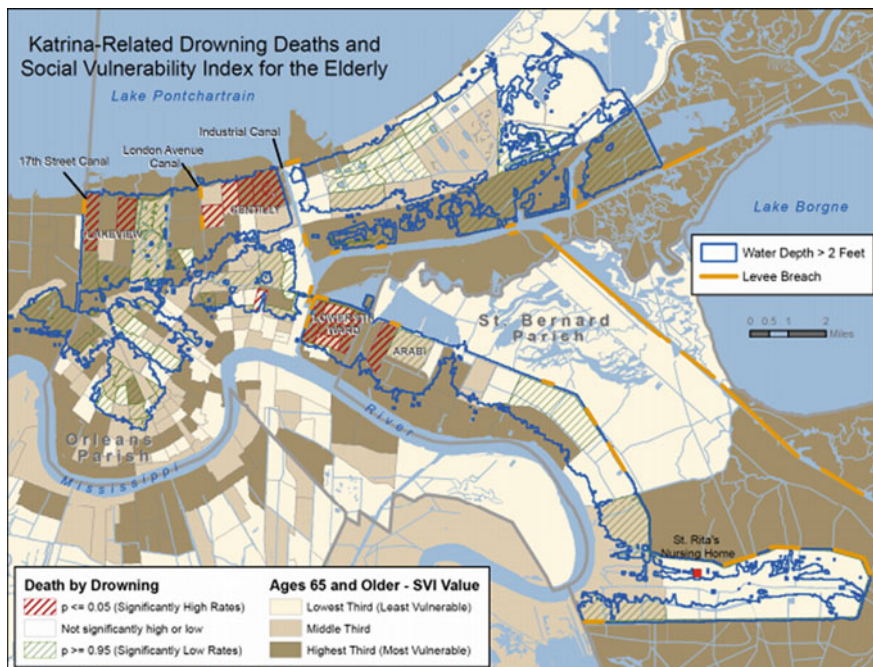 Katrina-Related Drowning Deaths and
Social Vulnerability Index for the Elderly
Lake Pontchartrain
Industrial Canal
London Avenue
Canal
17th Street Canal
GENTILLY
LAKEVIEW
Lake Borgne
Water Depth > 2 Feet
Levee Breach
0 0.5 1 2
Miles
LOWER 9TH
WARD
ARABI
St. Bernard
Parish
River
Orleans
Parish
Mississippi
St. Rita's
Nursing Home
Death by Drowning
p <= 0.05 (Significantly High Rates)
Not significantly high or low
p >= 0.95 (Significantly Low Rates)
Ages 65 and Older - SVI Value
Lowest Third (Least Vulnerable)
Middle Third
Highest Third (Most Vulnerable)